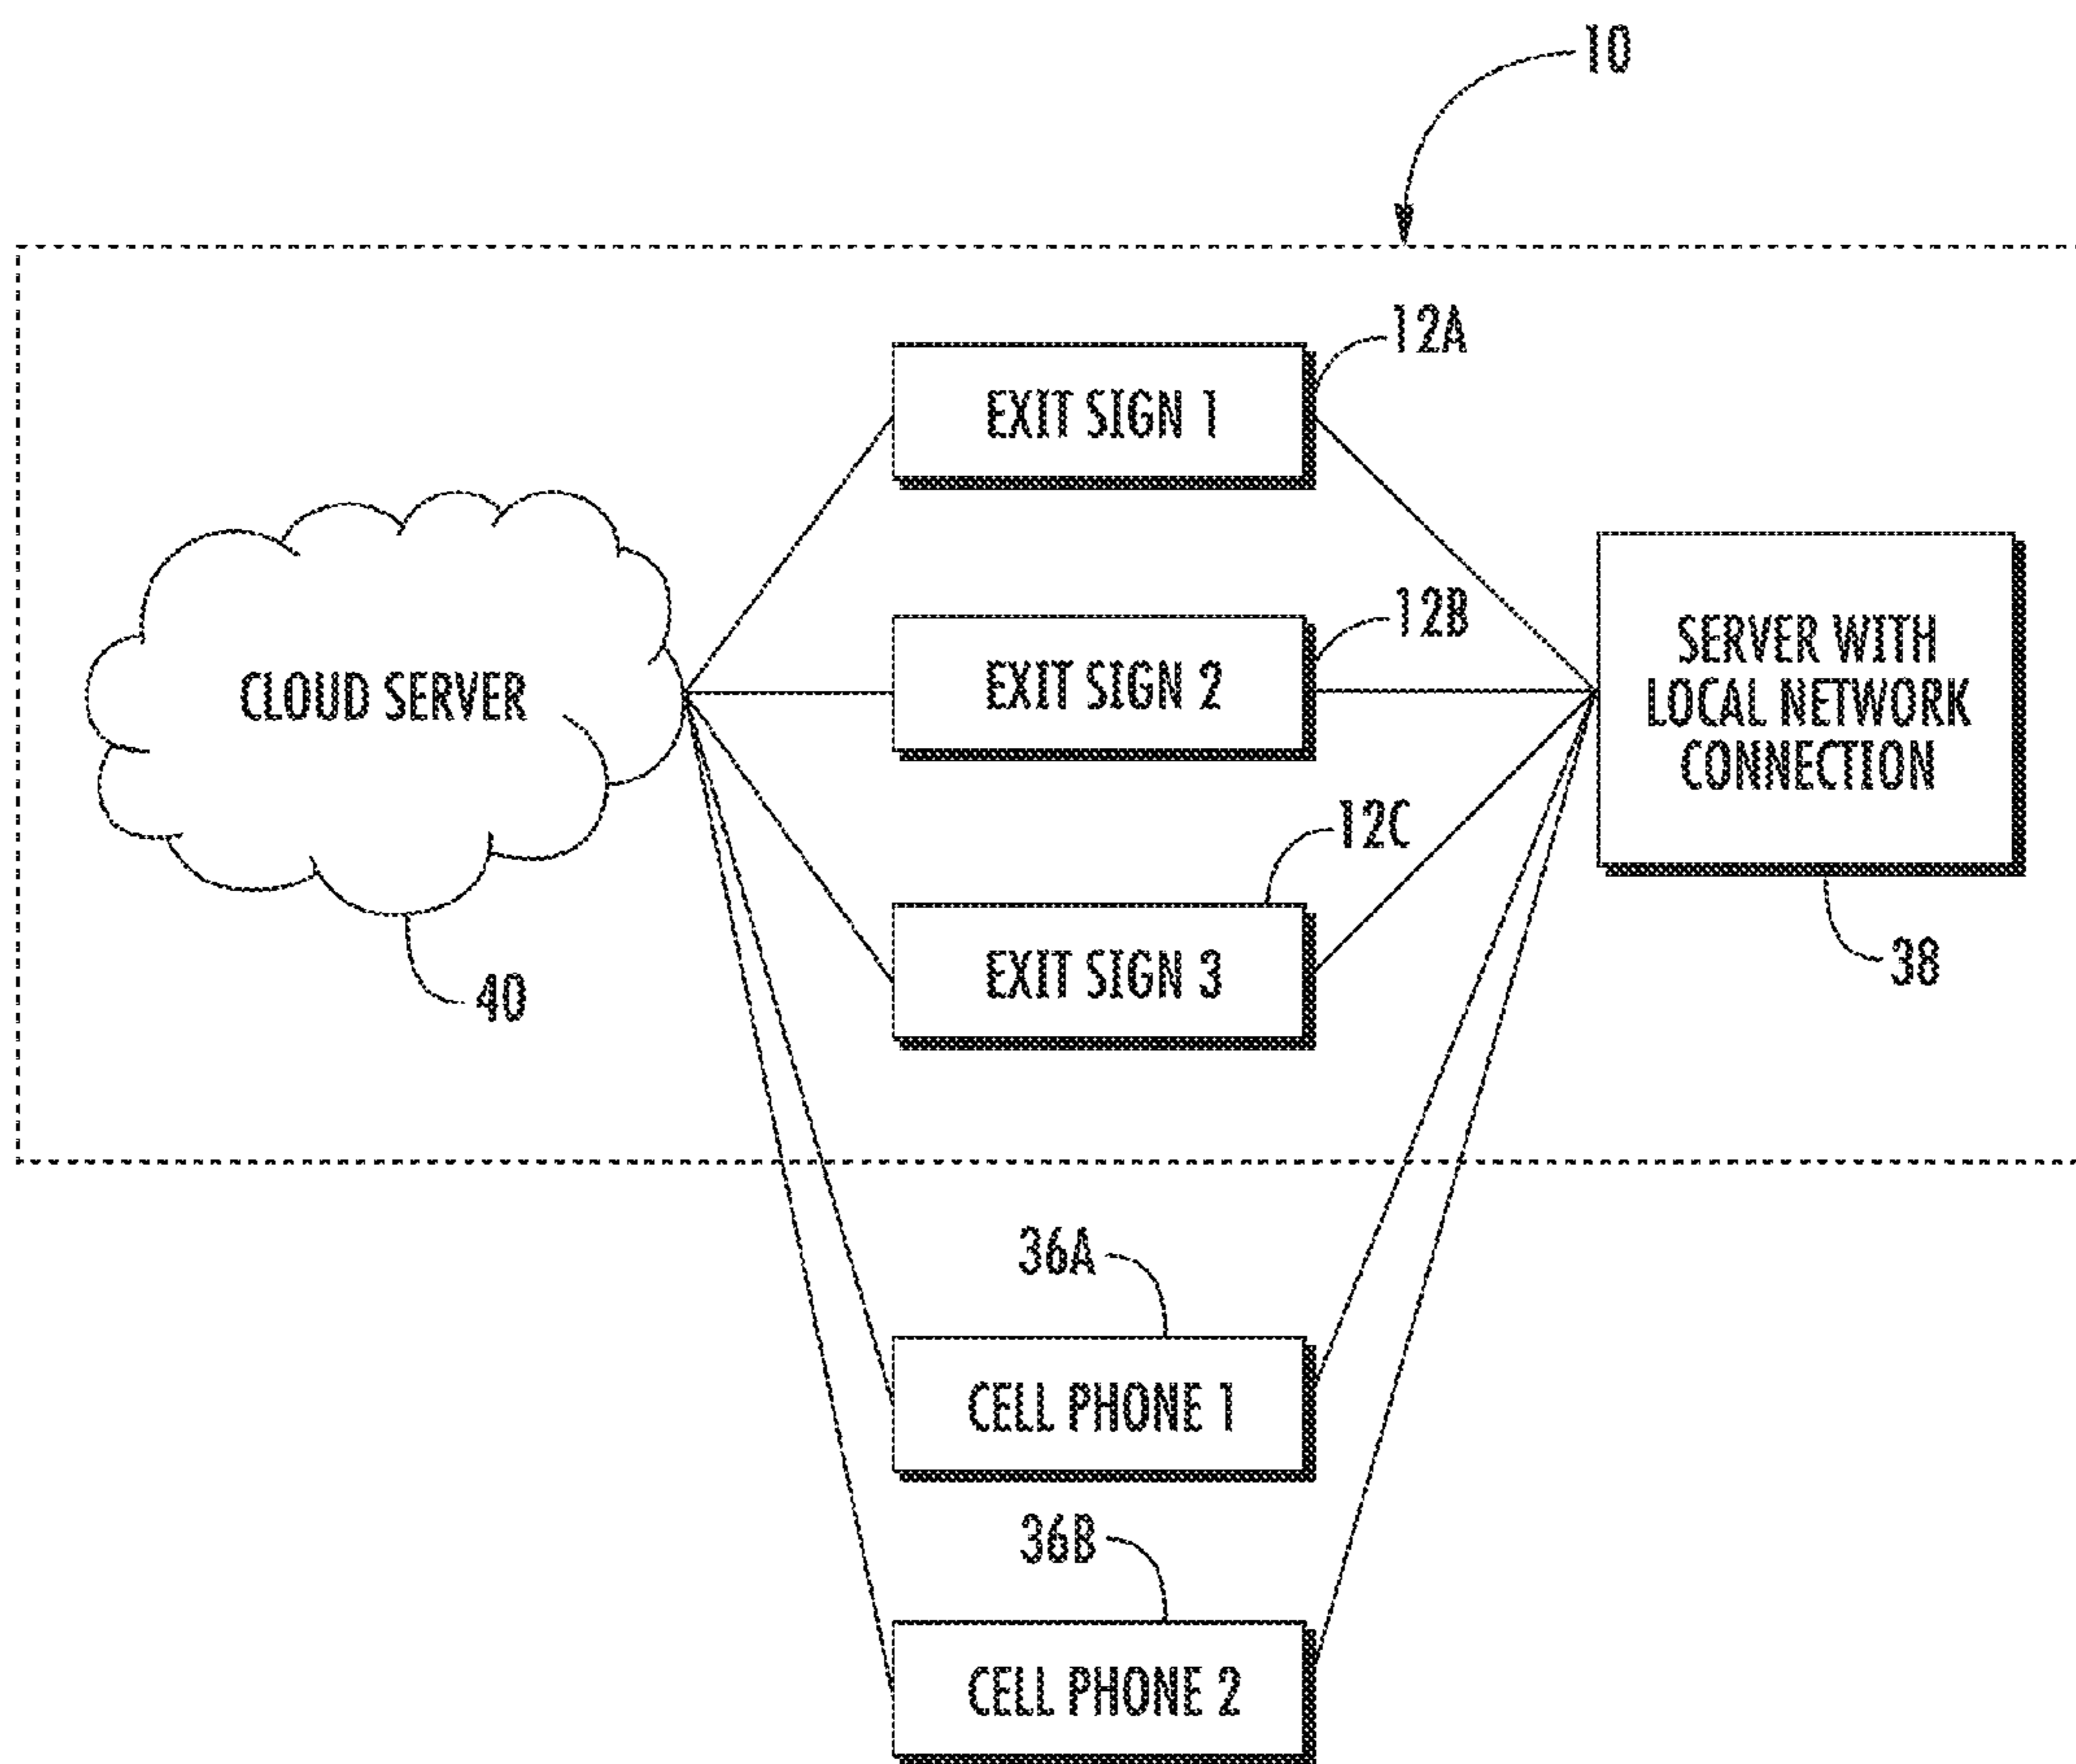 10
12A
EXIT SIGN 1
12B
EXIT SIGN 2
CLOUD SERVER
SERVER WITH
LOCAL NETWORK
CONNECTION
12C
EXIT SIGN 3
38
40
36A
CELL PHONE 1
36B
CELL PHONE 2